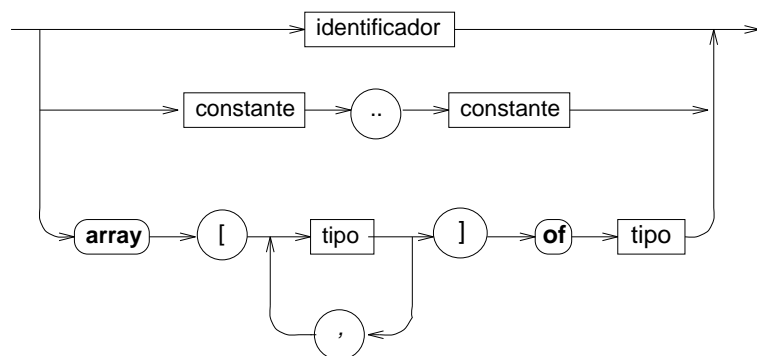 identificador
constante .. constante
array [ tipo ] of tipo
,